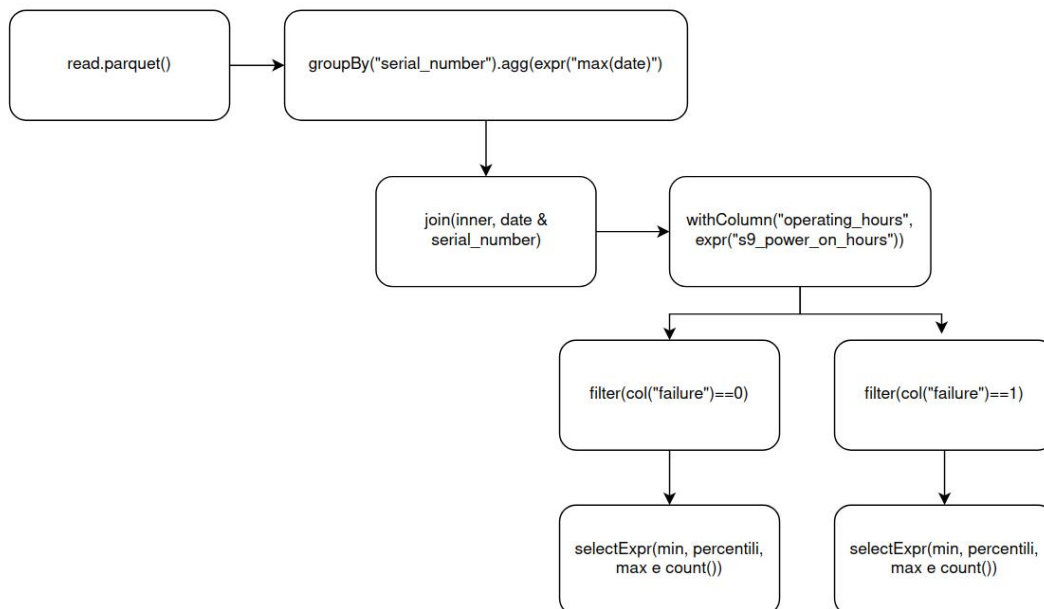 read.parquet()
groupBy("serial_number").agg(expr("max(date)")
join(inner, date &
serial_number)
withColumn("operating_hours",
expr("s9_power_on_hours"))
filter(col("failure")==0)
filter(col("failure")==1)
selectExpr(min, percentili,
max e count())
selectExpr(min, percentili,
max e count())